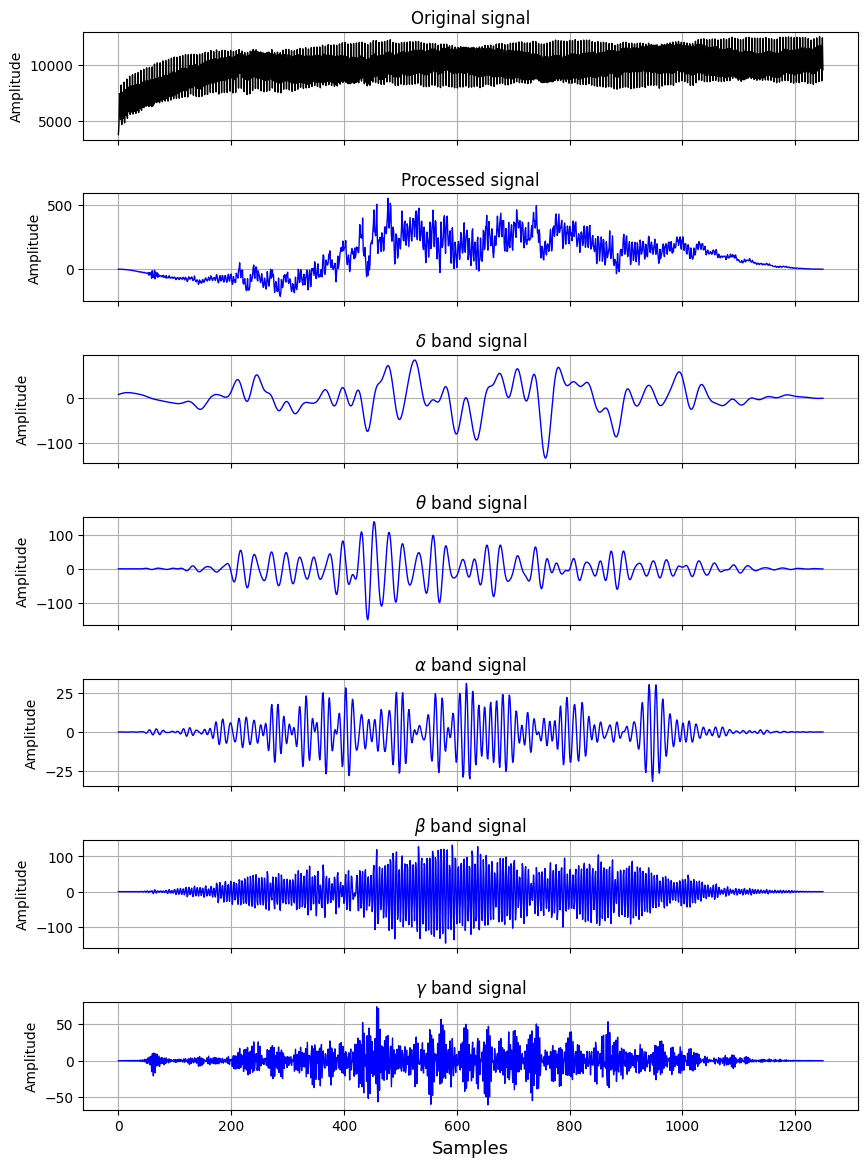 Original signal
Amplitude
10000
5000
Processed signal
Amplitude
500
0
δ band signal
Amplitude
0
−100
θ band signal
Amplitude
100
0
−100
α band signal
Amplitude
25
0
−25
β band signal
Amplitude
100
0
−100
γ band signal
Amplitude
50
0
−50
0 200 400 600 800 1000 1200
Samples